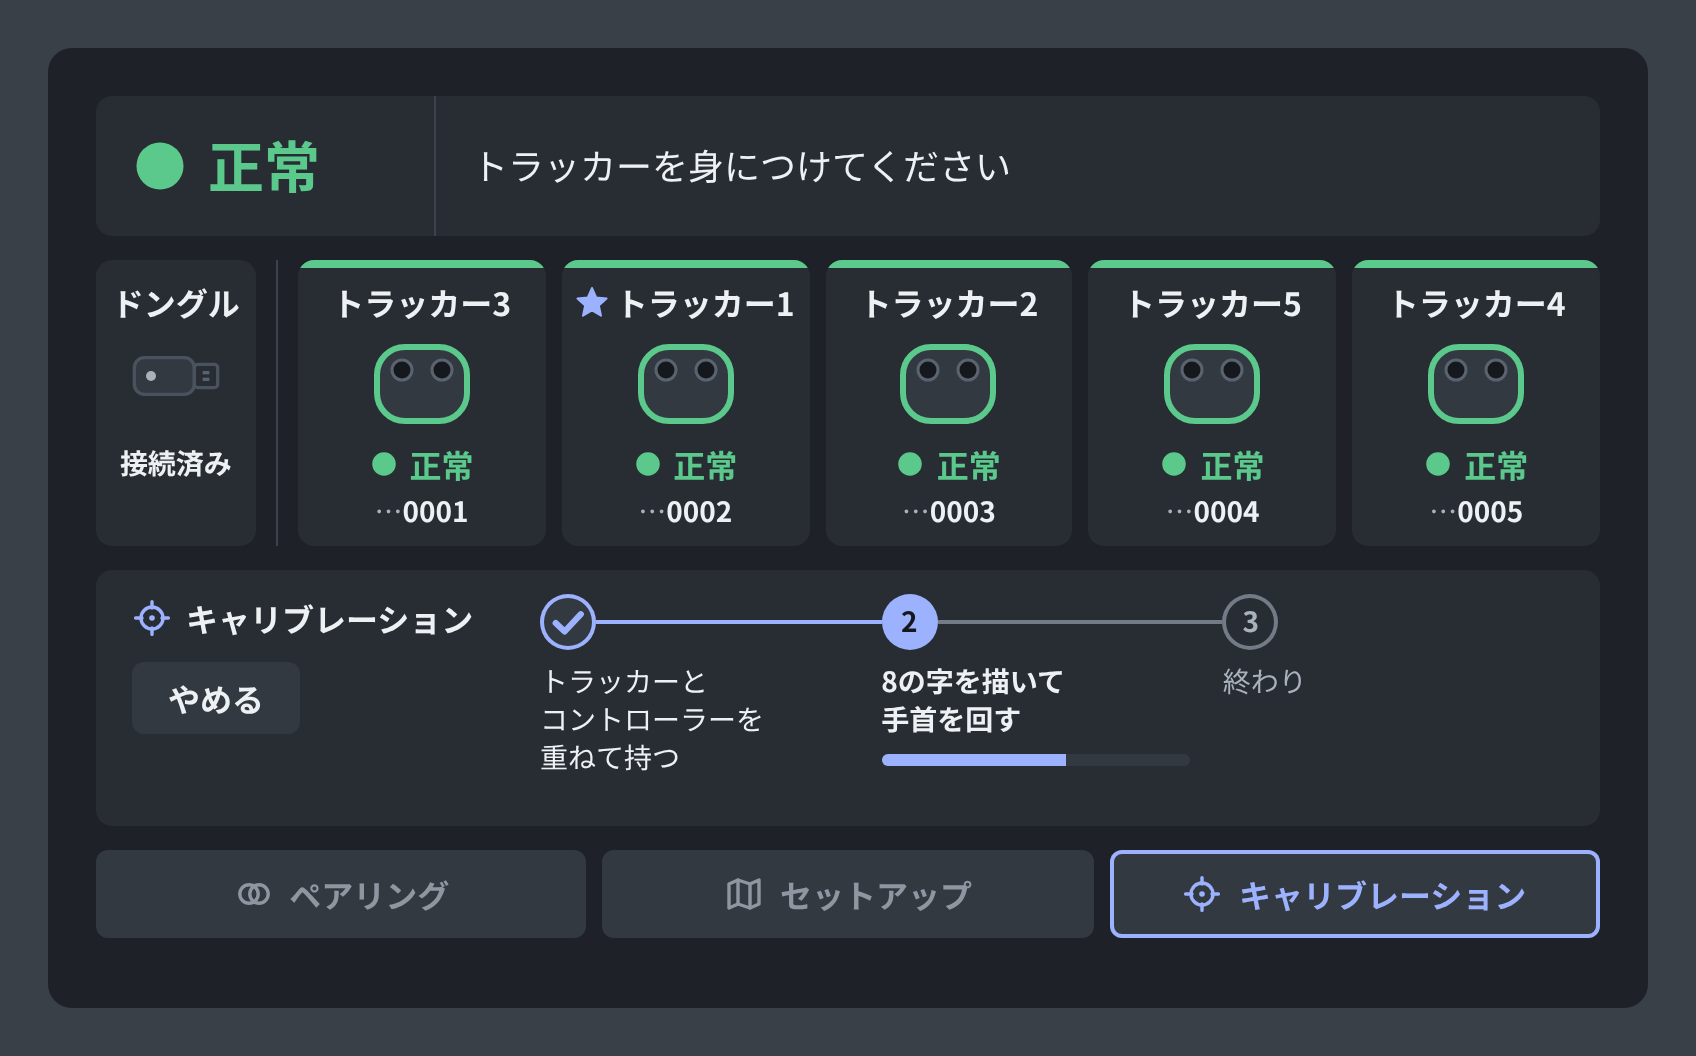 正常
トラッカーを身につけてください
ドングル
接続済み
トラッカー3
正常
…0001
トラッカー1
正常
…0002
トラッカー2
正常
…0003
トラッカー5
正常
…0004
トラッカー4
正常
…0005
キャリブレーション
やめる
トラッカーと
コントローラーを
重ねて持つ
2
8の字を描いて
手首を回す
3
終わり
ペアリング
セットアップ
キャリブレーション